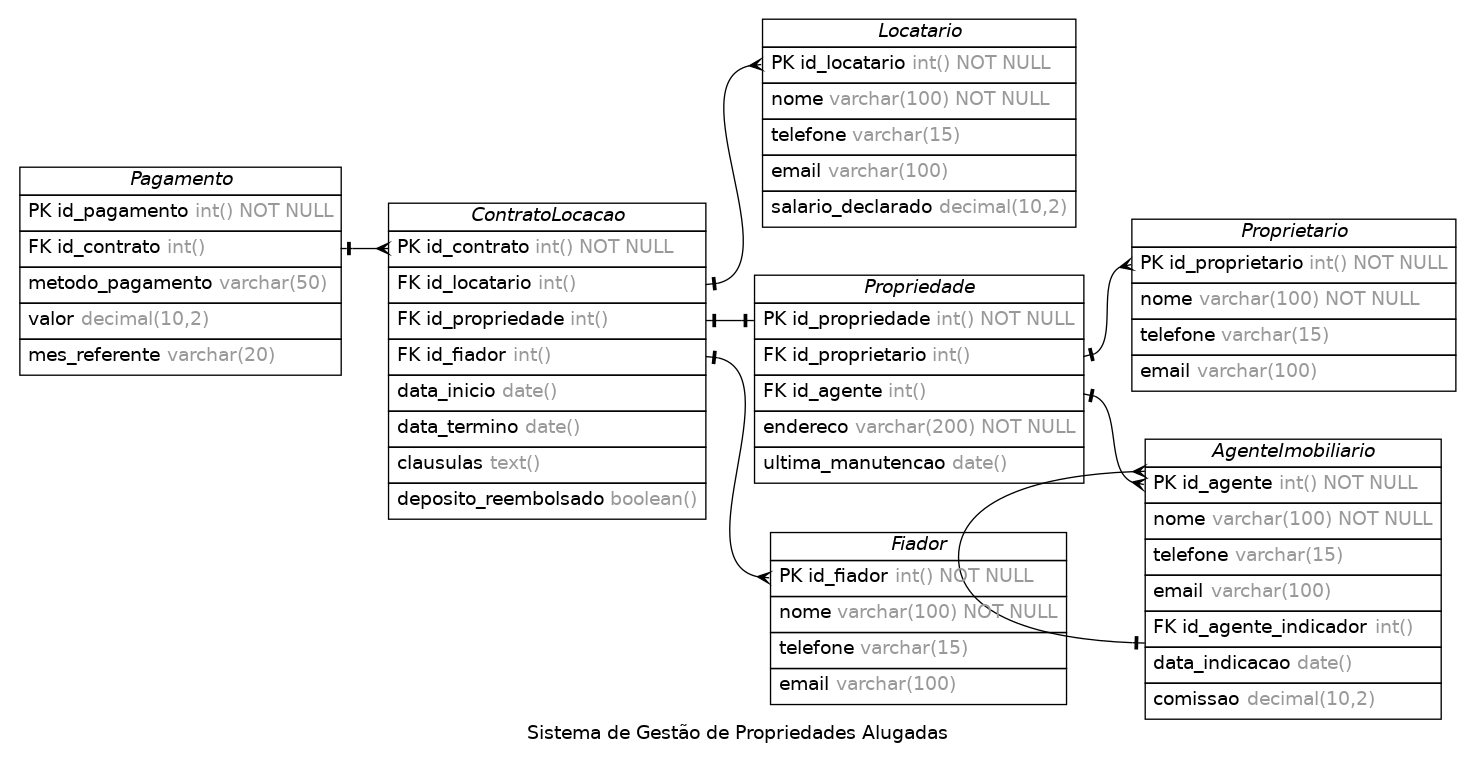 Pagamento
PK id_pagamento int() NOT NULL
FK id_contrato int()
metodo_pagamento varchar(50)
valor decimal(10,2)
mes_referente varchar(20)
ContratoLocacao
PK id_contrato int() NOT NULL
FK id_locatario int()
FK id_propriedade int()
FK id_fiador int()
data_inicio date()
data_termino date()
clausulas text()
deposito_reembolsado boolean()
Locatario
PK id_locatario int() NOT NULL
nome varchar(100) NOT NULL
telefone varchar(15)
email varchar(100)
salario_declarado decimal(10,2)
Propriedade
PK id_propriedade int() NOT NULL
FK id_proprietario int()
FK id_agente int()
endereco varchar(200) NOT NULL
ultima_manutencao date()
Fiador
PK id_fiador int() NOT NULL
nome varchar(100) NOT NULL
telefone varchar(15)
email varchar(100)
Proprietario
PK id_proprietario int() NOT NULL
nome varchar(100) NOT NULL
telefone varchar(15)
email varchar(100)
AgenteImobiliario
PK id_agente int() NOT NULL
nome varchar(100) NOT NULL
telefone varchar(15)
email varchar(100)
FK id_agente_indicador int()
data_indicacao date()
comissao decimal(10,2)
Sistema de Gestão de Propriedades Alugadas